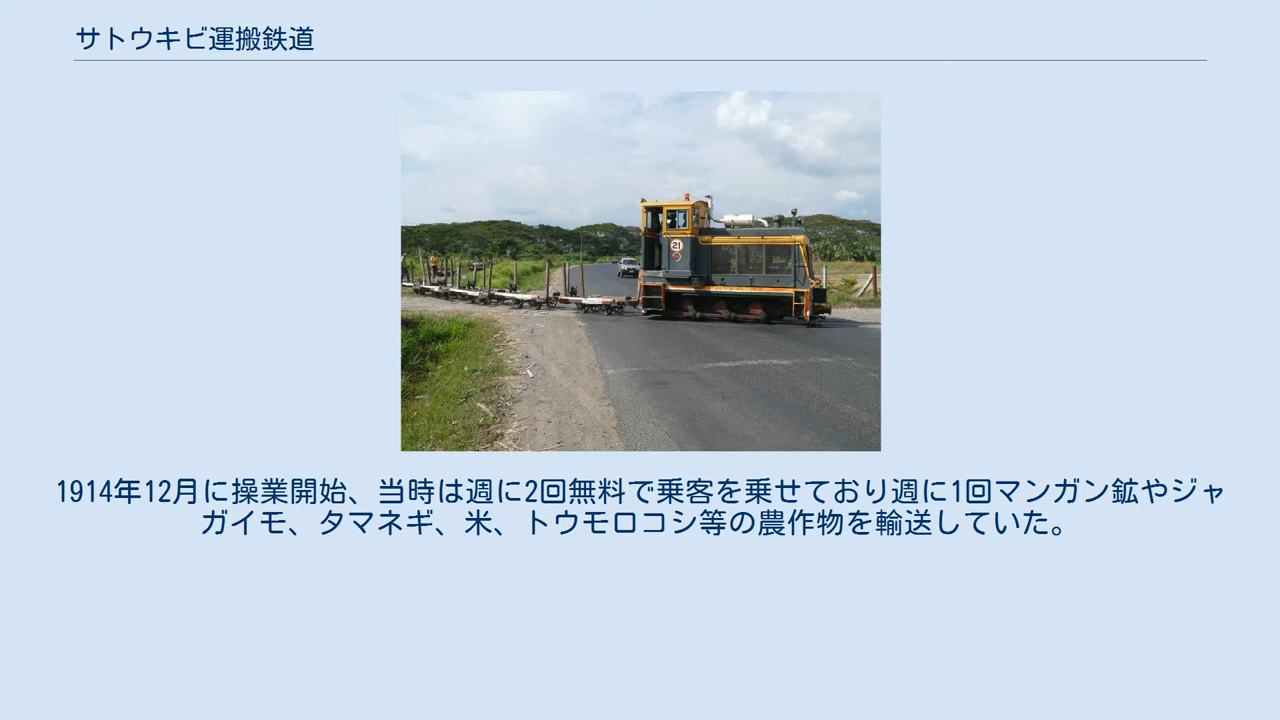 サトウキビ運搬鉄道
21
1914年12月に操業開始、当時は週に2回無料で乗客を乗せており週に1回マンガン鉱やジャ
ガイモ、タマネギ、米、トウモロコシ等の農作物を輸送していた。